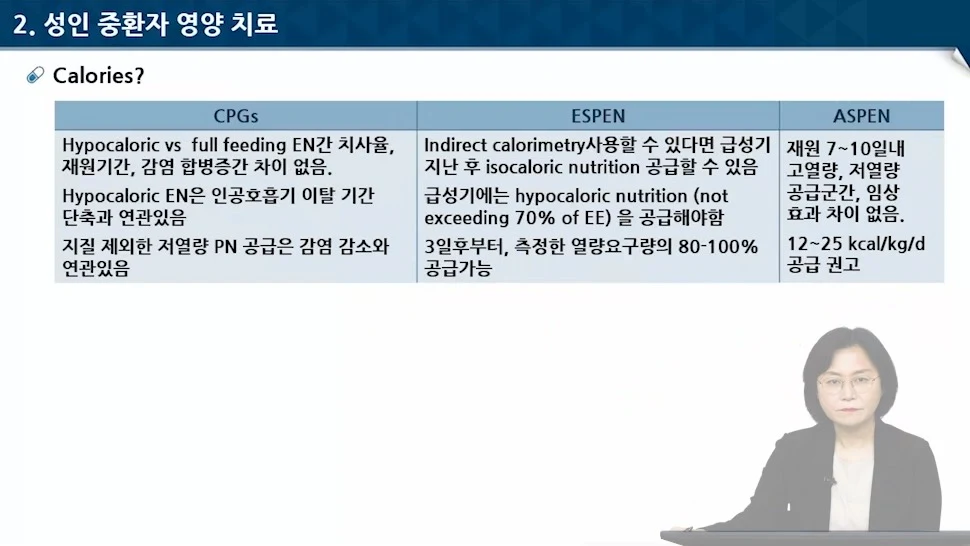 2. 성인 중환자 영양 치료
Calories?
CPGs
ESPEN
ASPEN
Hypocaloric vs full feeding EN간 치사율,
재원기간, 감염 합병증간 차이 없음.
Hypocaloric EN은 인공호흡기 이탈 기간
단축과 연관있음
지질 제외한 저열량 PN 공급은 감염 감소와
연관있음
Indirect calorimetry사용할 수 있다면 급성기
지난 후 isocaloric nutrition 공급할 수 있음
급성기에는 hypocaloric nutrition (not
exceeding 70% of EE) 을 공급해야함
3일후부터, 측정한 열량요구량의 80-100%
공급가능
재원 7~10일내
고열량, 저열량
공급군간, 임상
효과 차이 없음.
12~25 kcal/kg/d
공급 권고